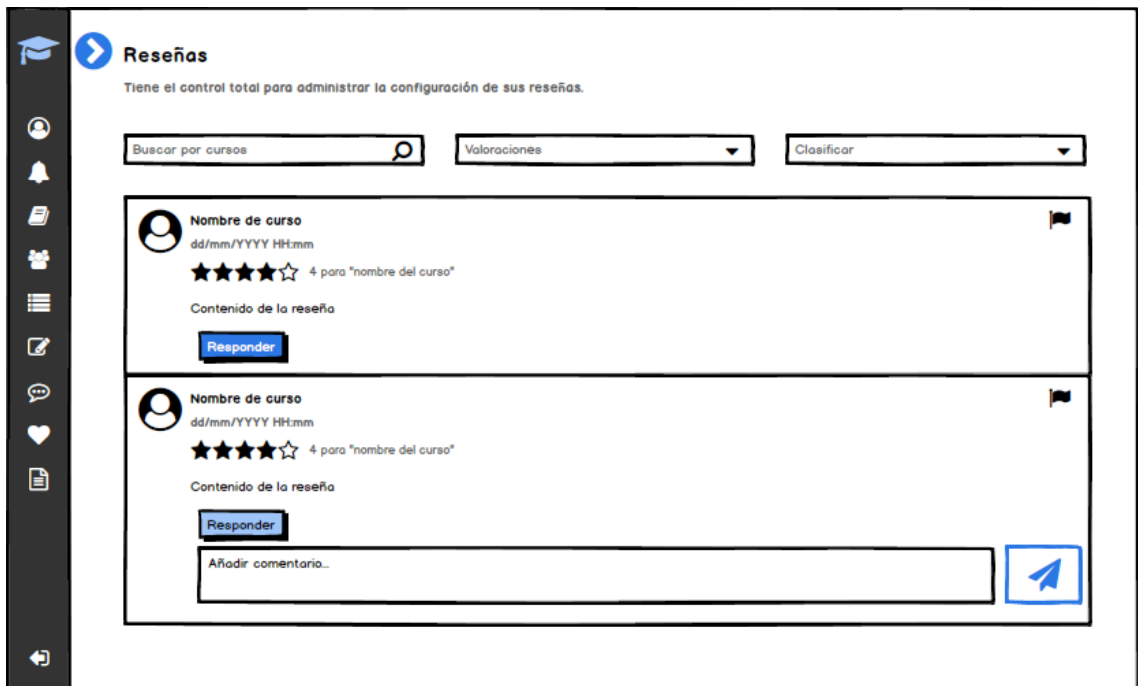 Reseñas
Tiene el control total para administrar la configuración de sus reseñas.
Buscar por cursos
Valoraciones
Clasificar
Nombre de curso
dd/mm/YYYY HH:mm
4 para "nombre del curso"
Contenido de la reseña
Responder
Nombre de curso
dd/mm/YYYY HH:mm
4 para "nombre del curso"
Contenido de la reseña
Responder
Añadir comentario...